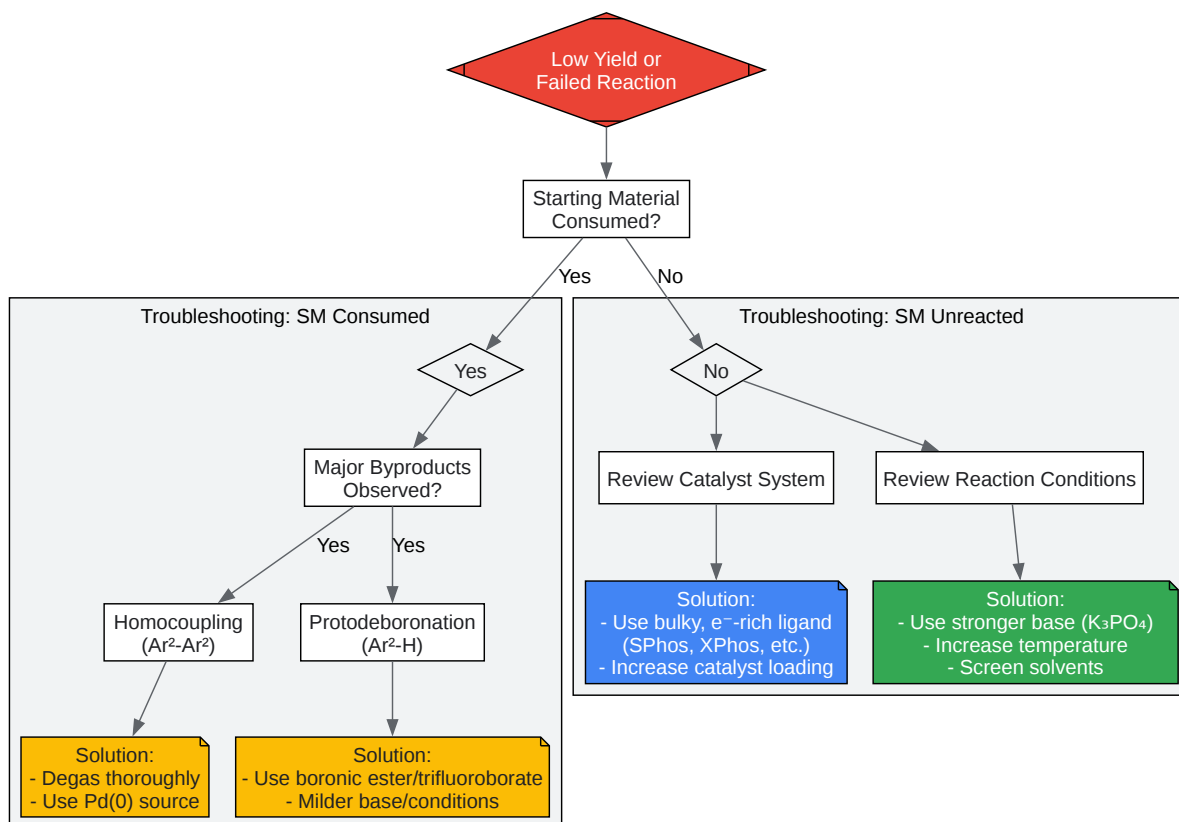 Low Yield or
Failed Reaction
Starting Material
Consumed?
Yes
No
Troubleshooting: SM Consumed
Troubleshooting: SM Unreacted
Yes
No
Major Byproducts
Observed?
Review Catalyst System
Review Reaction Conditions
Yes
Yes
Homocoupling
(Ar²-Ar²)
Protodeboronation
(Ar²-H)
Solution:
- Use bulky, e⁻-rich ligand
(SPhos, XPhos, etc.)
- Increase catalyst loading
Solution:
- Use stronger base (K₃PO₄)
- Increase temperature
- Screen solvents
Solution:
- Degas thoroughly
- Use Pd(0) source
Solution:
- Use boronic ester/trifluoroborate
- Milder base/conditions